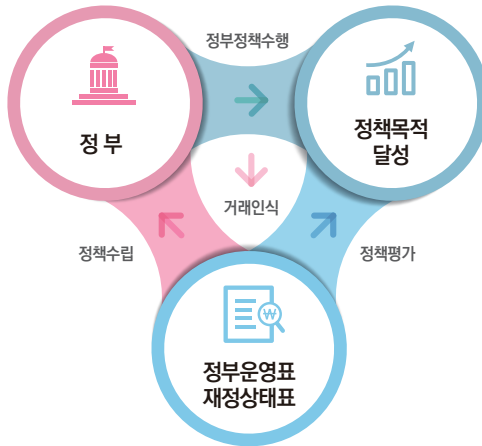 정부정책수행
정 부
정책목적
달성
거래인식
정책수립
정책평가
₩
정부운영표
재정상태표